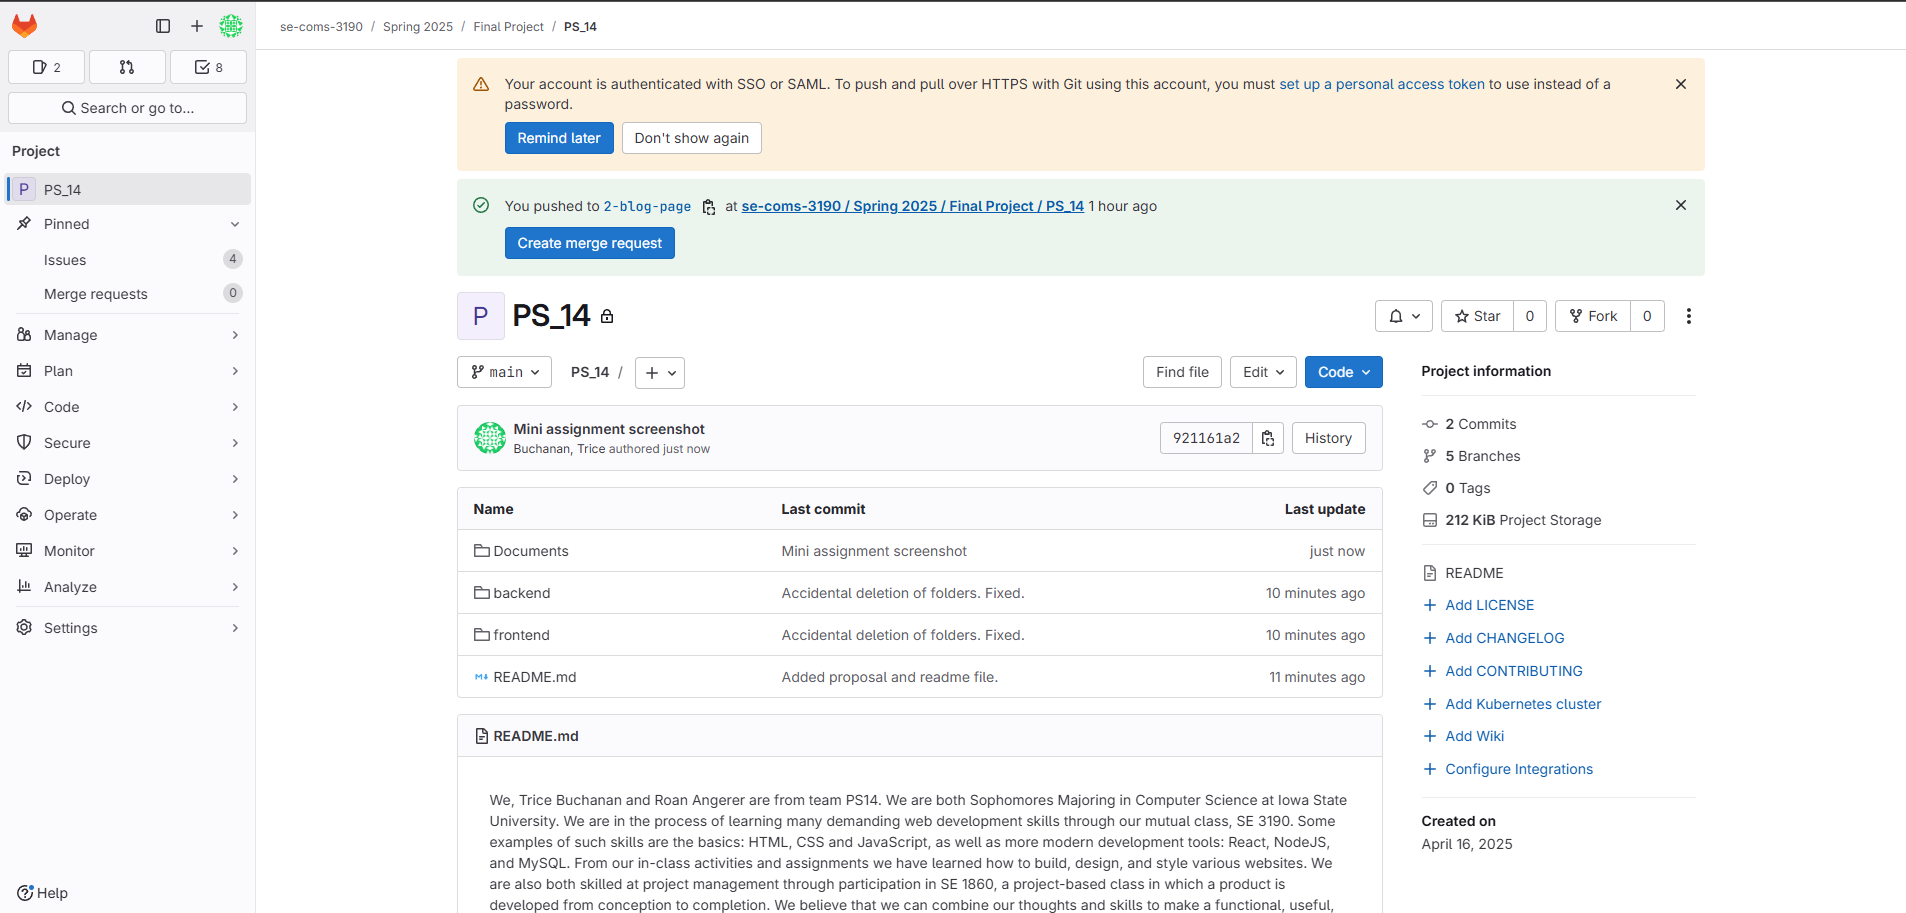 se-coms-3190 / Spring 2025 / Final Project / PS_14
2
8
Search or go to...
Project
P PS_14
Pinned
Issues 4
Merge requests 0
Manage
Plan
Code
Secure
Deploy
Operate
Monitor
Analyze
Settings
Help
Your account is authenticated with SSO or SAML. To push and pull over HTTPS with Git using this account, you must set up a personal access token to use instead of a
password.
Remind later Don't show again
You pushed to 2-blog-page at se-coms-3190 / Spring 2025 / Final Project / PS_14 1 hour ago
Create merge request
P PS_14
Star 0 Fork 0
main PS_14 / Find file Edit Code
Mini assignment screenshot
Buchanan, Trice authored just now
921161a2 History
Name Last commit Last update
Documents Mini assignment screenshot just now
backend Accidental deletion of folders. Fixed. 10 minutes ago
frontend Accidental deletion of folders. Fixed. 10 minutes ago
README.md Added proposal and readme file. 11 minutes ago
README.md
We, Trice Buchanan and Roan Angerer are from team PS14. We are both Sophomores Majoring in Computer Science at Iowa State
University. We are in the process of learning many demanding web development skills through our mutual class, SE 3190. Some
examples of such skills are the basics: HTML, CSS and JavaScript, as well as more modern development tools: React, NodeJS,
and MySQL. From our in-class activities and assignments we have learned how to build, design, and style various websites. We
are also both skilled at project management through participation in SE 1860, a project-based class in which a product is
developed from conception to completion. We believe that we can combine our thoughts and skills to make a functional, useful,
Project information
2 Commits
5 Branches
0 Tags
212 KiB Project Storage
README
Add LICENSE
Add CHANGELOG
Add CONTRIBUTING
Add Kubernetes cluster
Add Wiki
Configure Integrations
Created on
April 16, 2025